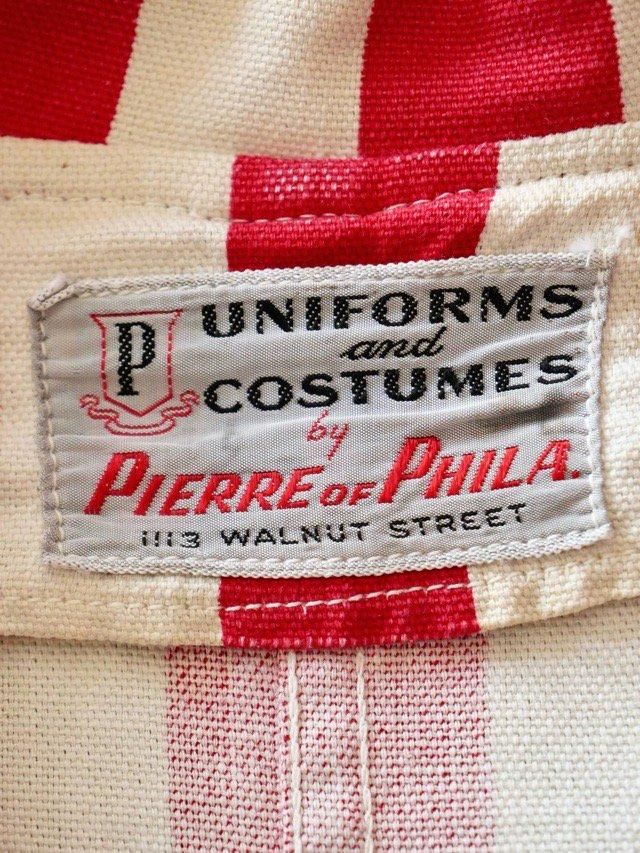 P
UNIFORMS
and
COSTUMES
by
PIERRE OF PHILA.
1113 WALNUT STREET